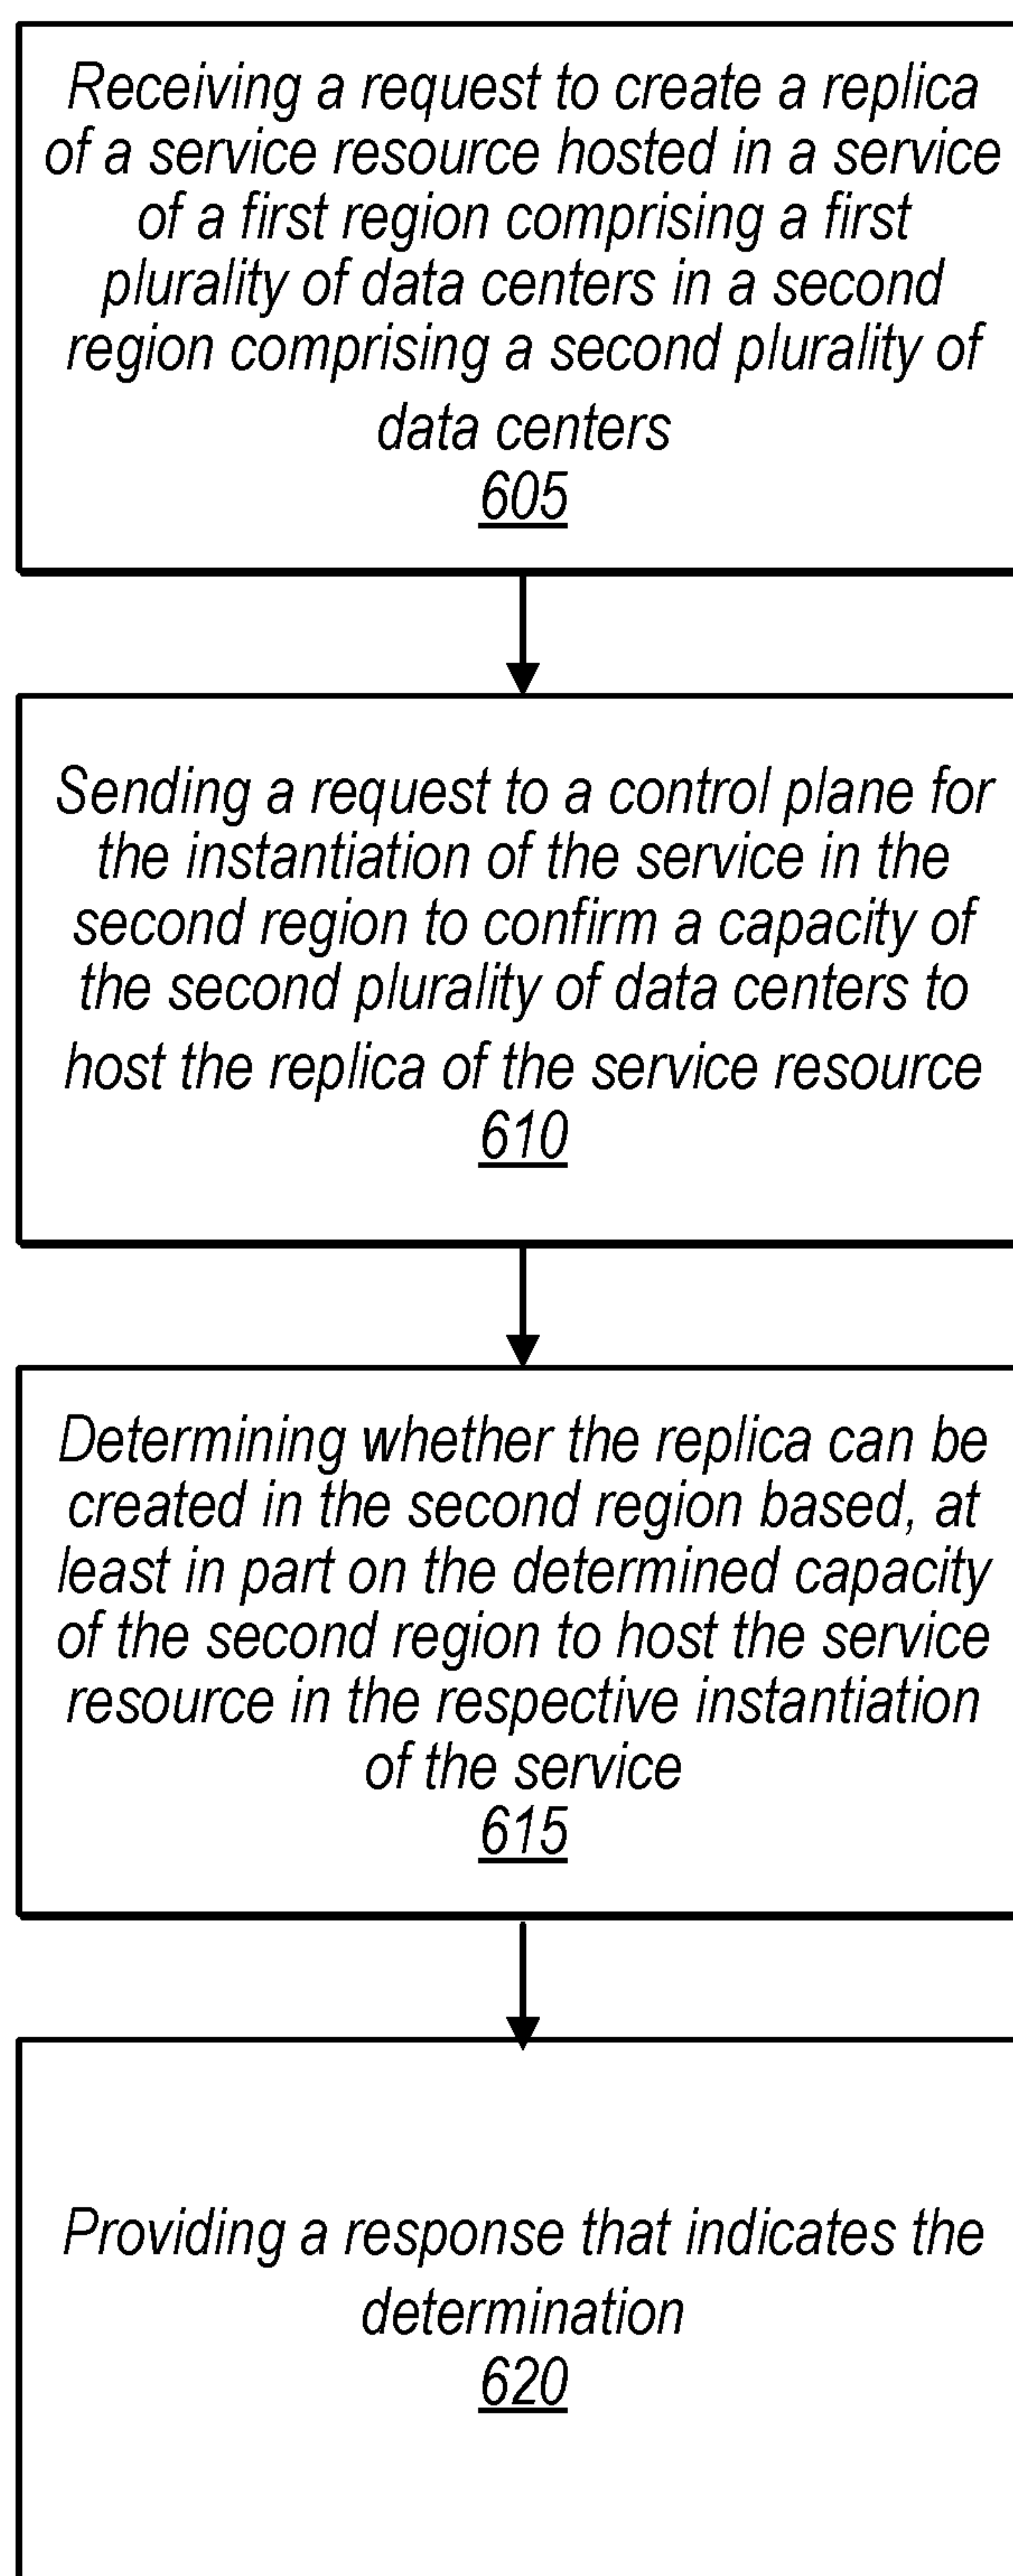 Receiving a request to create a replica
of a service resource hosted in a service
of a first region comprising a first
plurality of data centers in a second
region comprising a second plurality of
data centers
605
Sending a request to a control plane for
the instantiation of the service in the
second region to confirm a capacity of
the second plurality of data centers to
host the replica of the service resource
610
Determining whether the replica can be
created in the second region based, at
least in part on the determined capacity
of the second region to host the service
resource in the respective instantiation
of the service
615
Providing a response that indicates the
determination
620